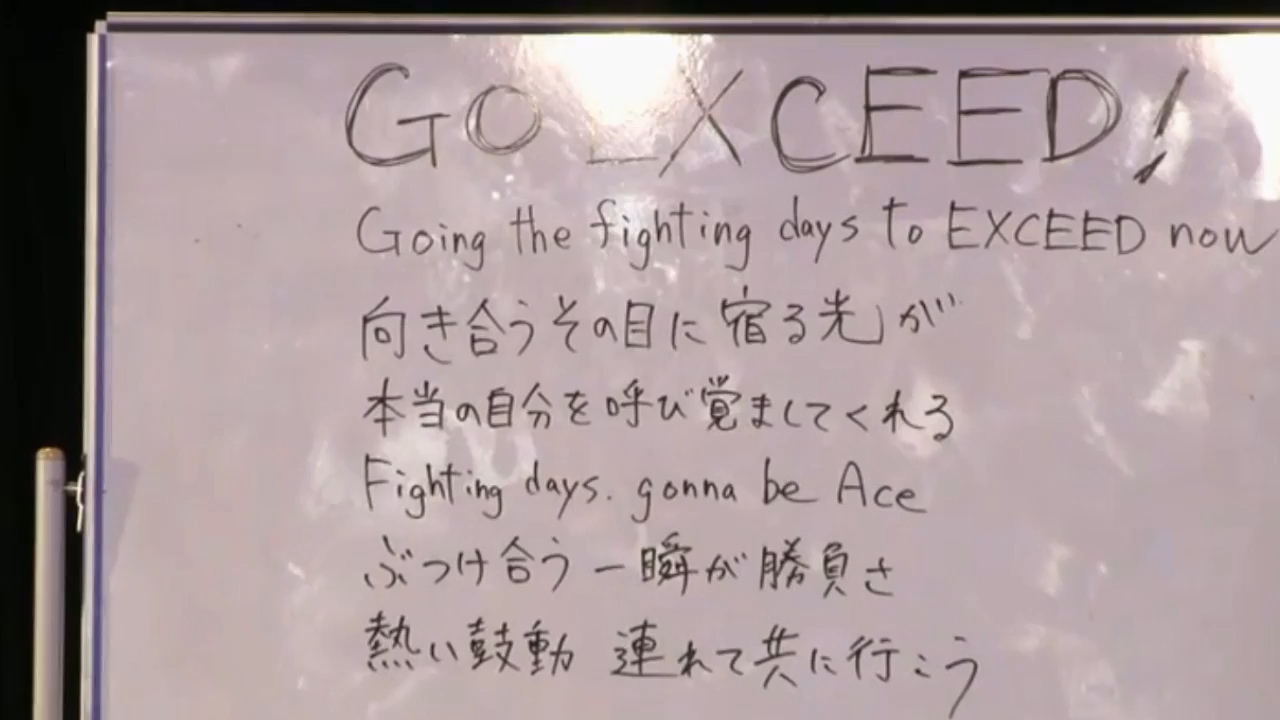 GO EXCEED!
Going the fighting days to EXCEED now
向き合うその目に宿る光が
本当の自分を呼び覚ましてくれる
Fighting days. gonna be Ace
ぶつけ合う一瞬が勝負さ
熱い鼓動 連れて共に行こう